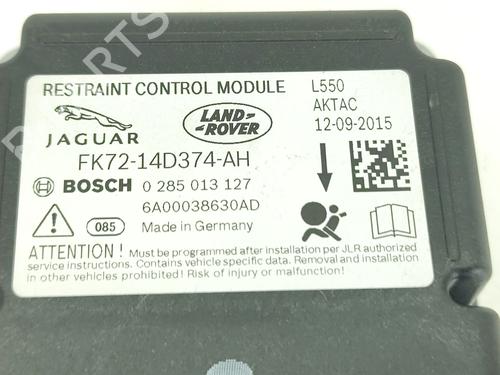 RESTRAINT CONTROL MODULE
L550
AKTAC
12-09-2015
JAGUAR
LAND-
ROVER
FK72-14D374-AH
BOSCH 0 285 013 127
6A00038630AD
085 Made in Germany
ATTENTION! Must be programmed after installation per JLR authorized
service instructions. Contains vehicle specific data. Removal and installation
in other vehicles prohibited! Risk of injury or malfunction!
PARTS